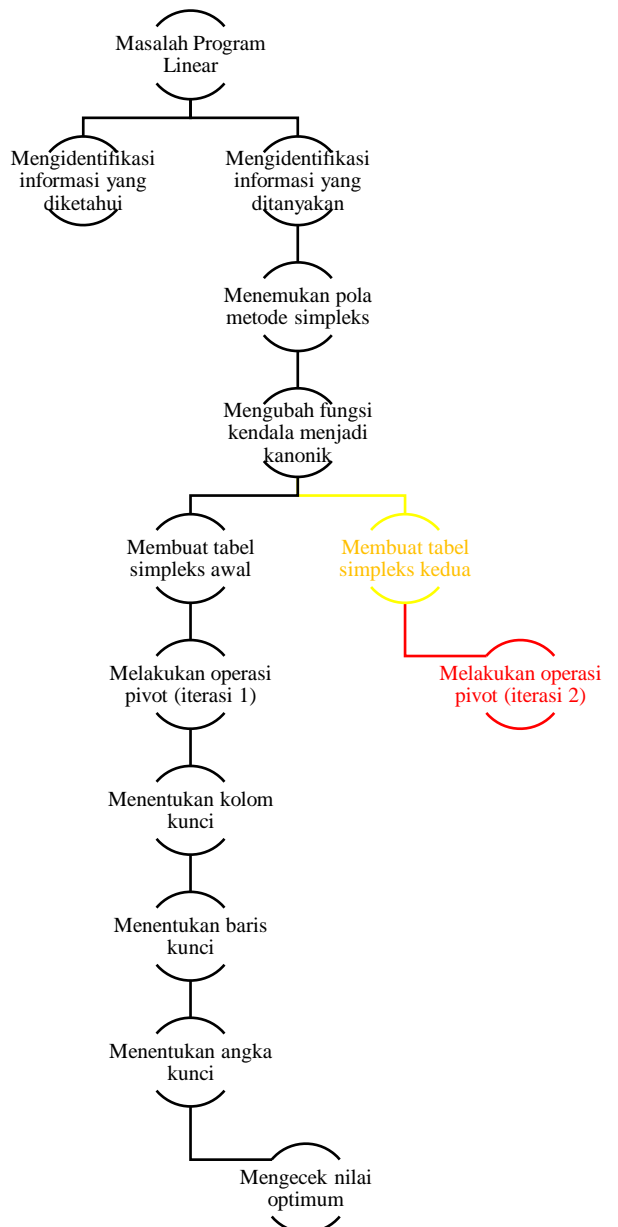 Masalah Program
Linear
Mengidentifikasi
informasi yang
diketahui
Mengidentifikasi
informasi yang
ditanyakan
Menemukan pola
metode simpleks
Mengubah fungsi
kendala menjadi
kanonik
Membuat tabel
simpleks awal
Membuat tabel
simpleks kedua
Melakukan operasi
pivot (iterasi 1)
Melakukan operasi
pivot (iterasi 2)
Menentukan kolom
kunci
Menentukan baris
kunci
Menentukan angka
kunci
Mengecek nilai
optimum